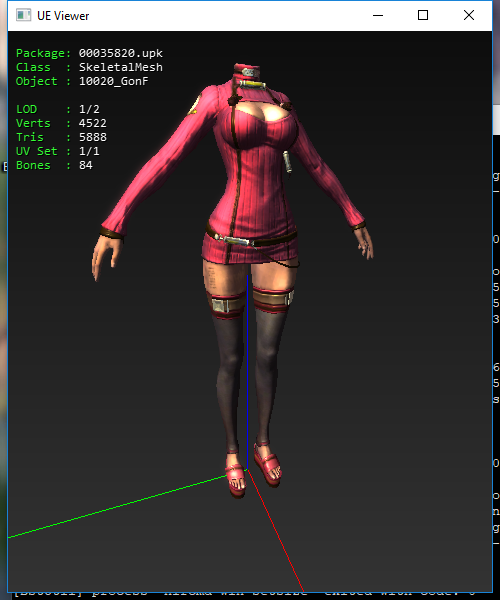 UE Viewer
Package: 00035820.upk
Class : SkeletalMesh
Object : 10020_GonF
LOD : 1/2
Verts : 4522
Tris : 5888
UV Set : 1/1
Bones : 84